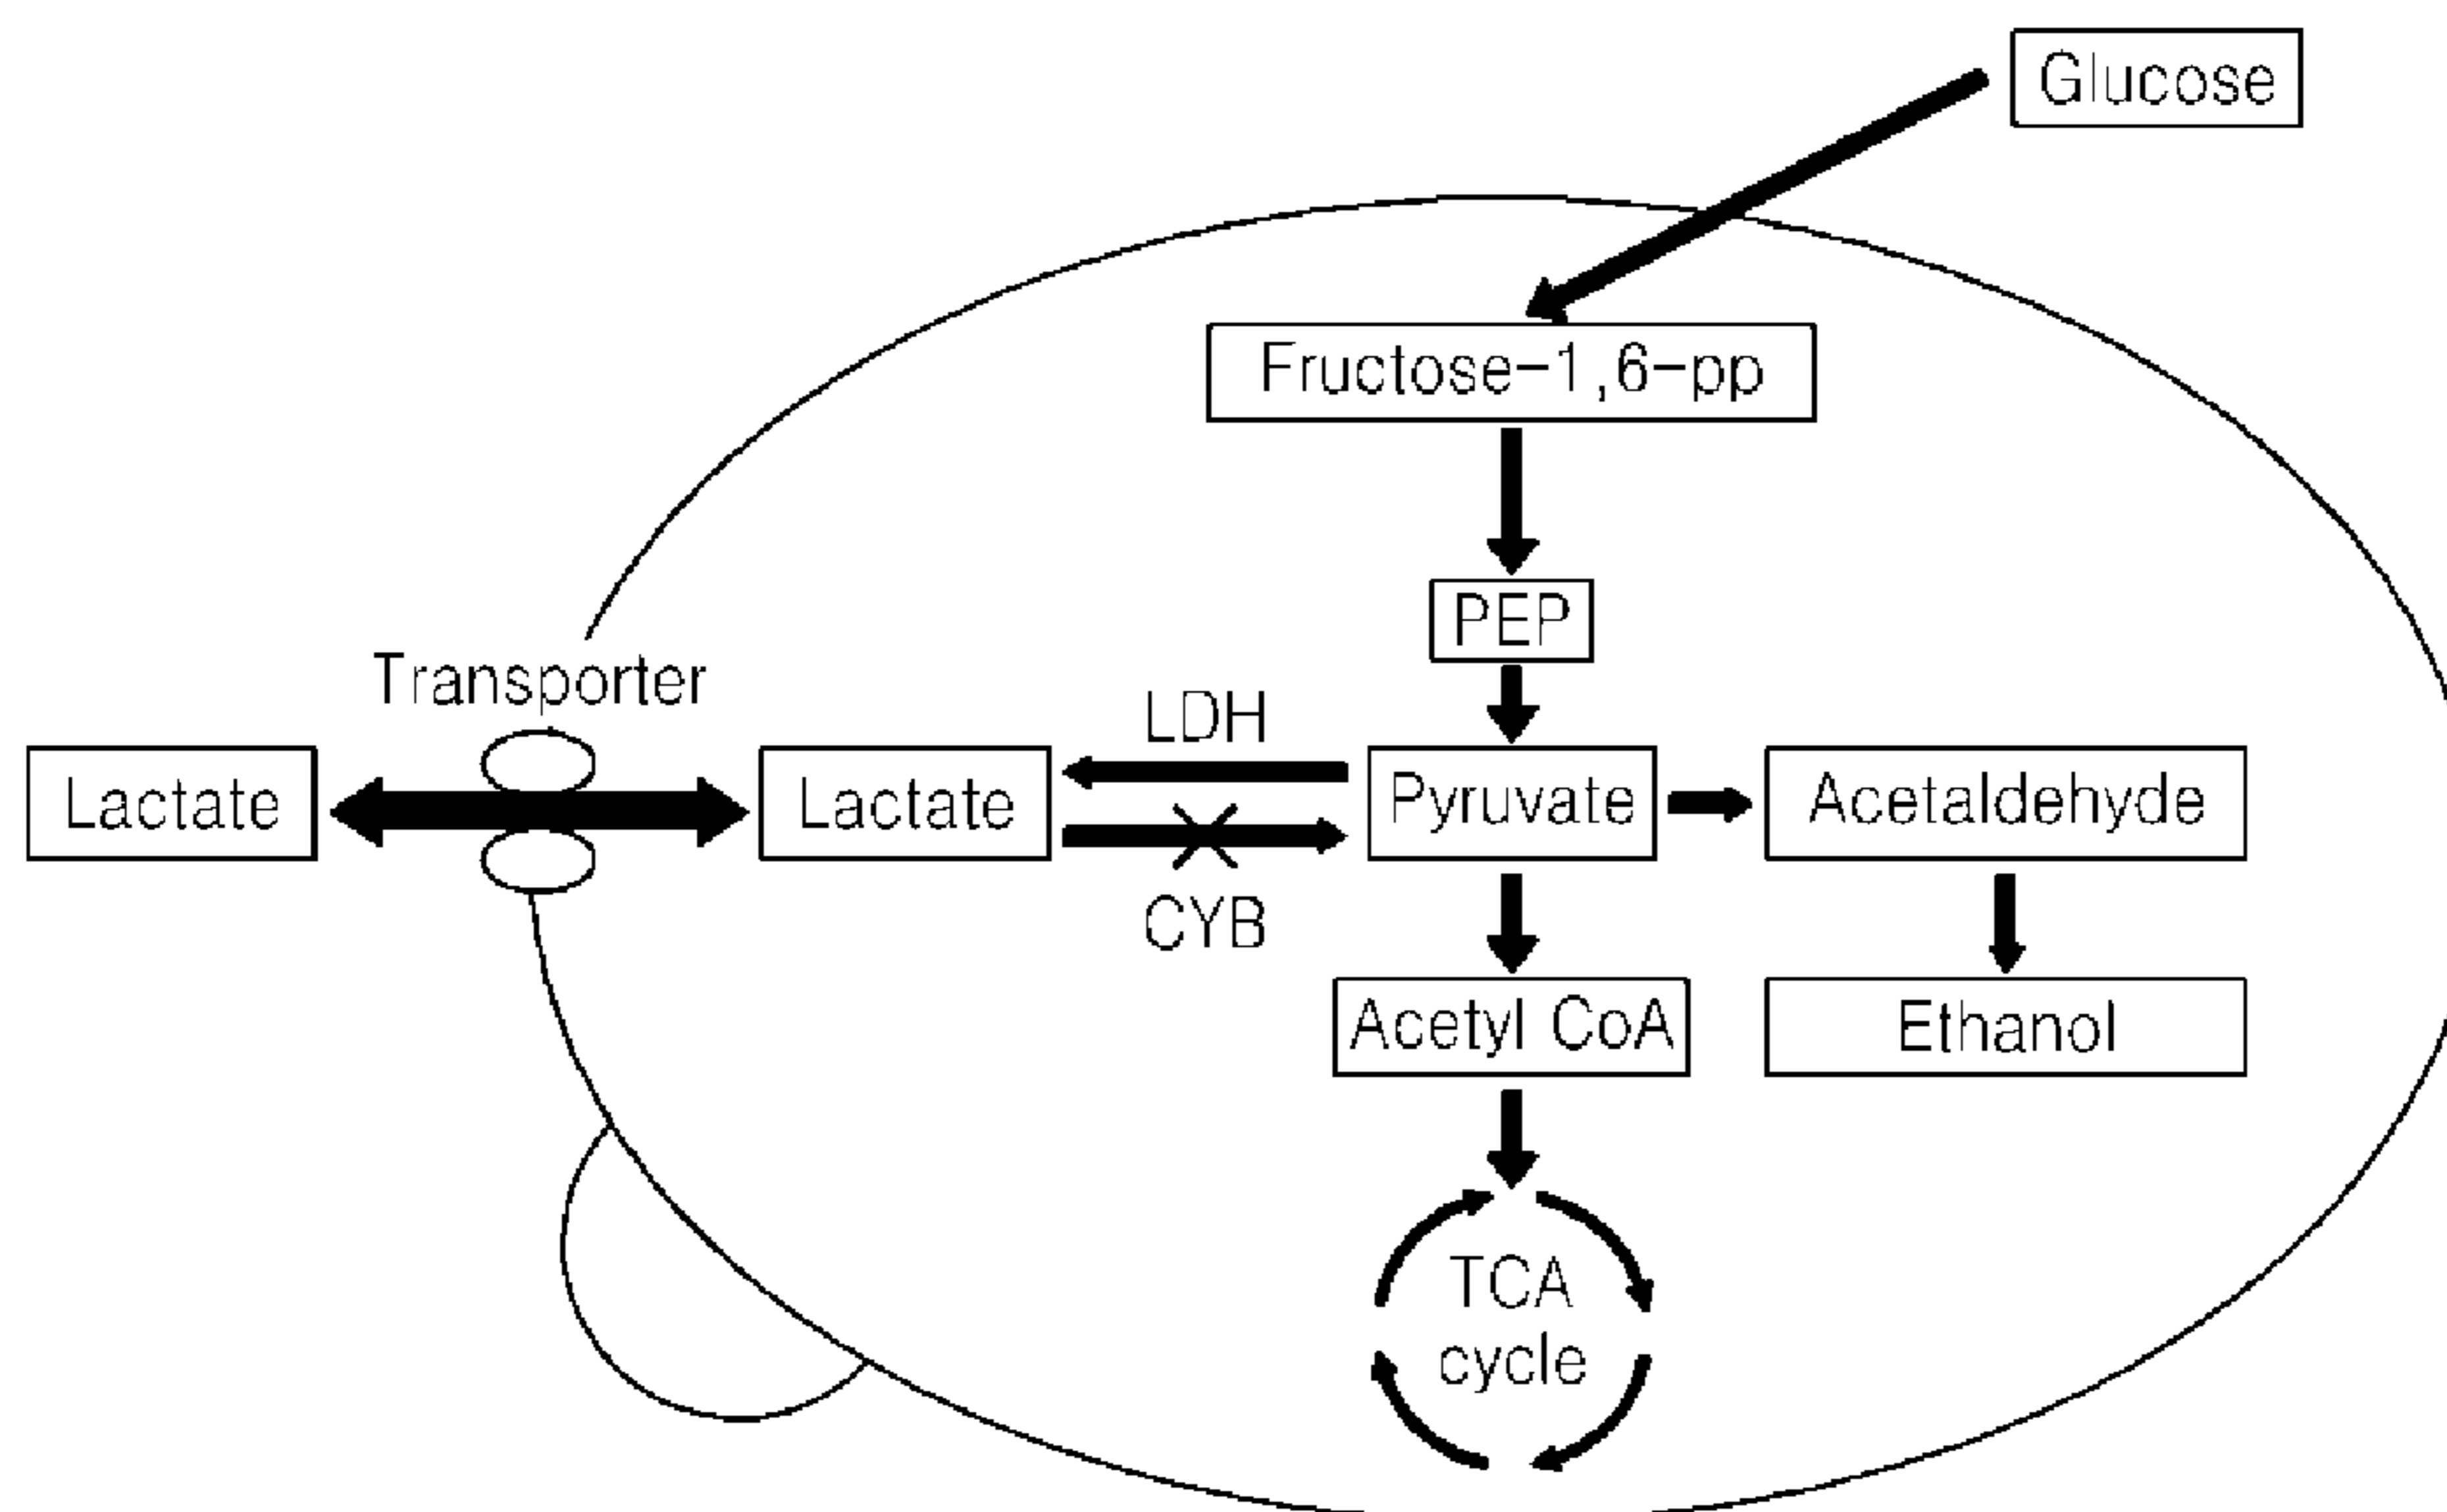 Glucose
Fructose-1,6-pp
PEP
Transporter
LDH
Lactate
Lactate
Pyruvate
Acetaldehyde
CYB
Acetyl CoA
Ethanol
TCA
cycle